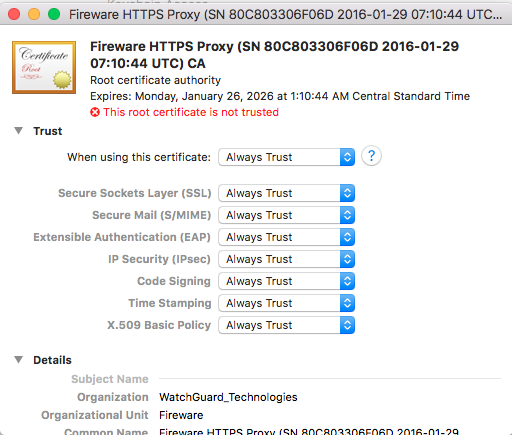 Fireware HTTPS Proxy (SN 80C803306F06D 2016-01-29 07:10:44 UTC...
Certificate
Root
Fireware HTTPS Proxy (SN 80C803306F06D 2016-01-29
07:10:44 UTC) CA
Root certificate authority
Expires: Monday, January 26, 2026 at 1:10:44 AM Central Standard Time
This root certificate is not trusted
Trust
When using this certificate: Always Trust ?
Secure Sockets Layer (SSL) Always Trust
Secure Mail (S/MIME) Always Trust
Extensible Authentication (EAP) Always Trust
IP Security (IPsec) Always Trust
Code Signing Always Trust
Time Stamping Always Trust
X.509 Basic Policy Always Trust
Details
Subject Name
Organization WatchGuard_Technologies
Organizational Unit Fireware
Common Name Fireware HTTPS Proxy (SN 80C803306F06D 2016-01-29